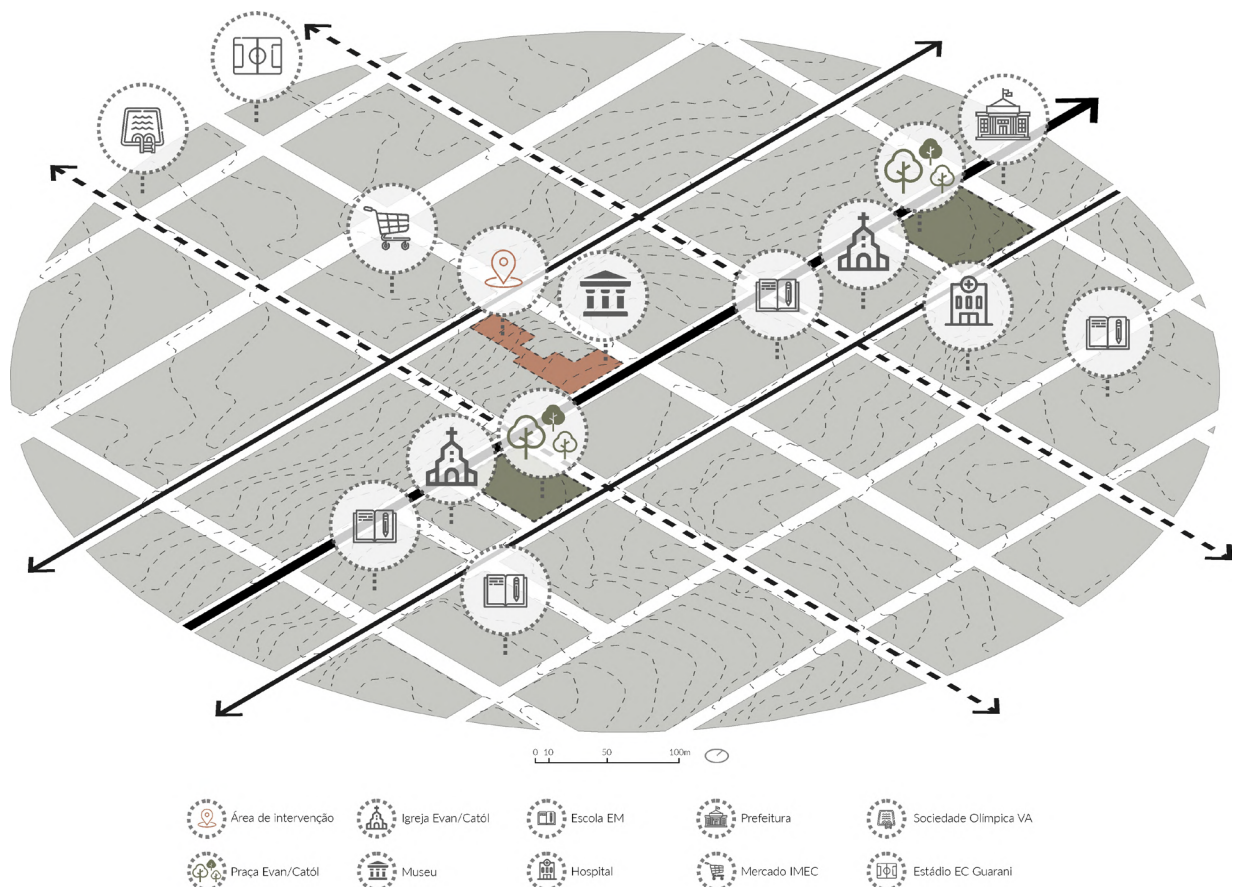 0 10 50 100m
Área de intervenção Igreja Evan/Catól Escola EM Prefeitura Sociedade Olímpica VA
Praça Evan/Catól Museu Hospital Mercado IMEC Estádio EC Guarani